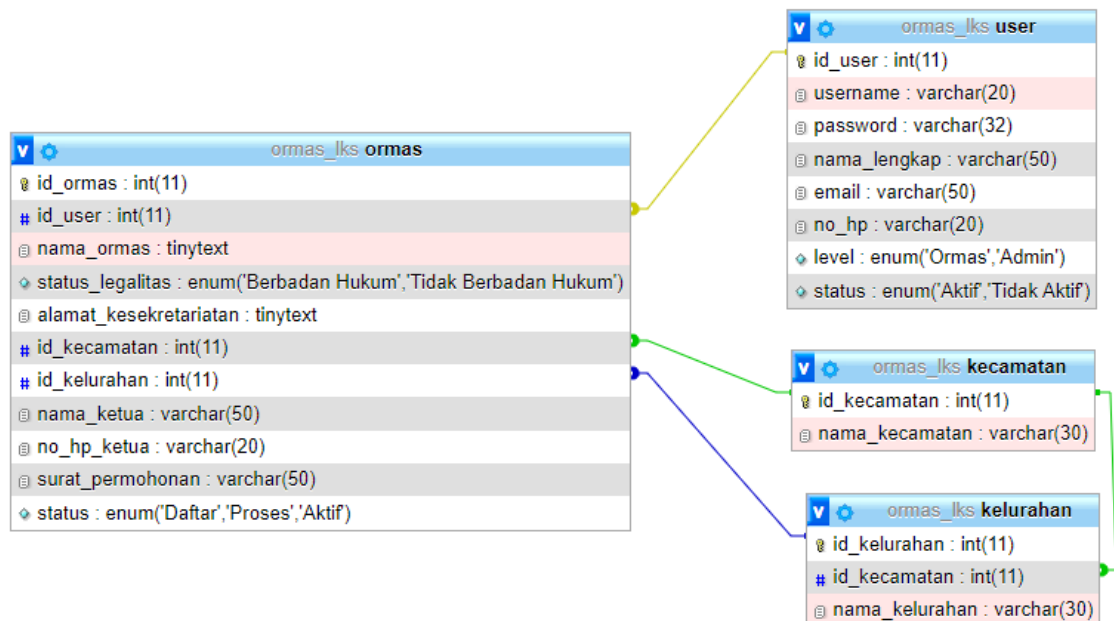 ormas_lks ormas
id_ormas : int(11)
id_user : int(11)
nama_ormas : tinytext
status_legalitas : enum('Berbadan Hukum','Tidak Berbadan Hukum')
alamat_kesekretariatan : tinytext
id_kecamatan : int(11)
id_kelurahan : int(11)
nama_ketua : varchar(50)
no_hp_ketua : varchar(20)
surat_permohonan : varchar(50)
status : enum('Daftar','Proses','Aktif')
ormas_lks user
id_user : int(11)
username : varchar(20)
password : varchar(32)
nama_lengkap : varchar(50)
email : varchar(50)
no_hp : varchar(20)
level : enum('Ormas','Admin')
status : enum('Aktif','Tidak Aktif')
ormas_lks kecamatan
id_kecamatan : int(11)
nama_kecamatan : varchar(30)
ormas_lks kelurahan
id_kelurahan : int(11)
id_kecamatan : int(11)
nama_kelurahan : varchar(30)